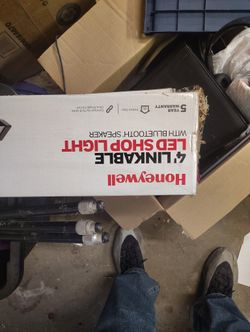 Honeywell
4' LINKABLE
LED SHOP LIGHT
WITH BLUETOOTH® SPEAKER
5 YEAR
WARRANTY